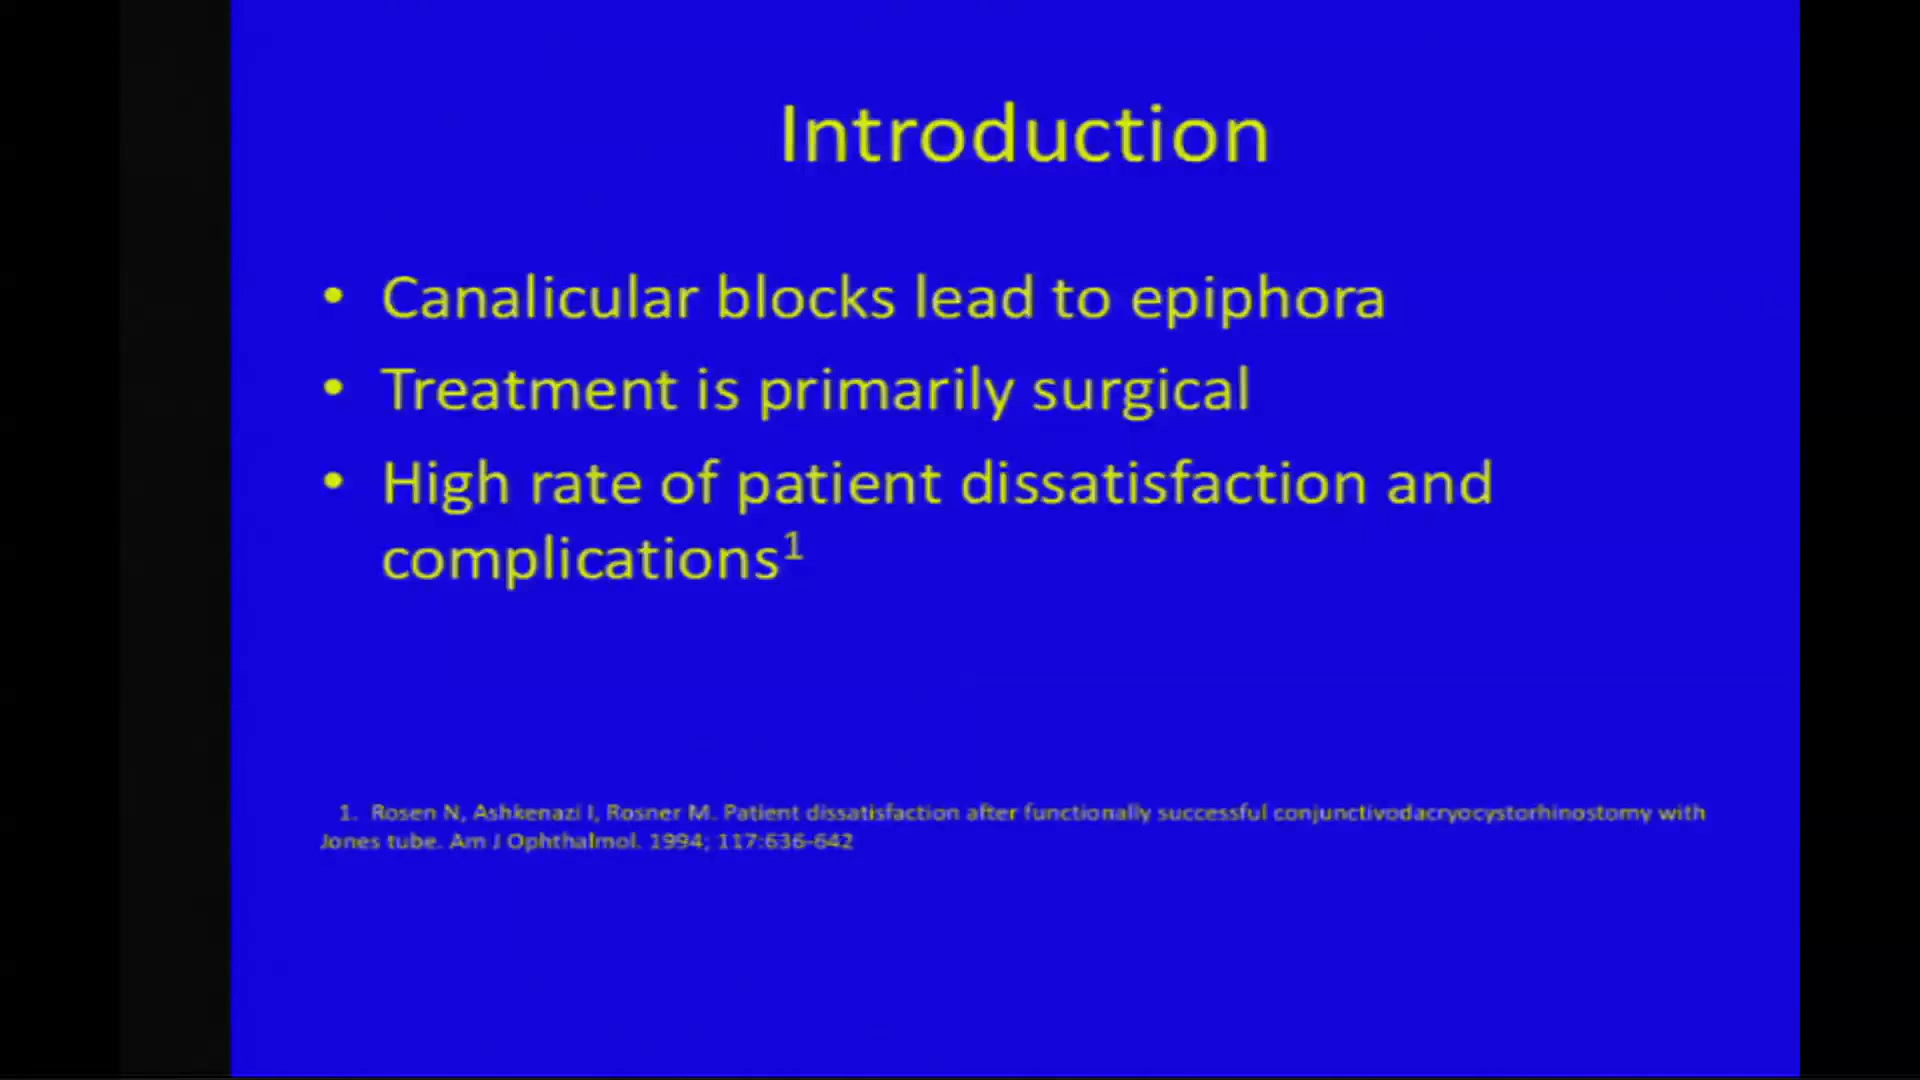 Introduction
• Canalicular blocks lead to epiphora
• Treatment is primarily surgical
• High rate of patient dissatisfaction and
complications¹
1. Rosen N, Ashkenazi I, Rosner M. Patient dissatisfaction after functionally successful conjunctivodacryocystorhinostomy with
Jones tube. Am J Ophthalmol. 1994; 117:636-642